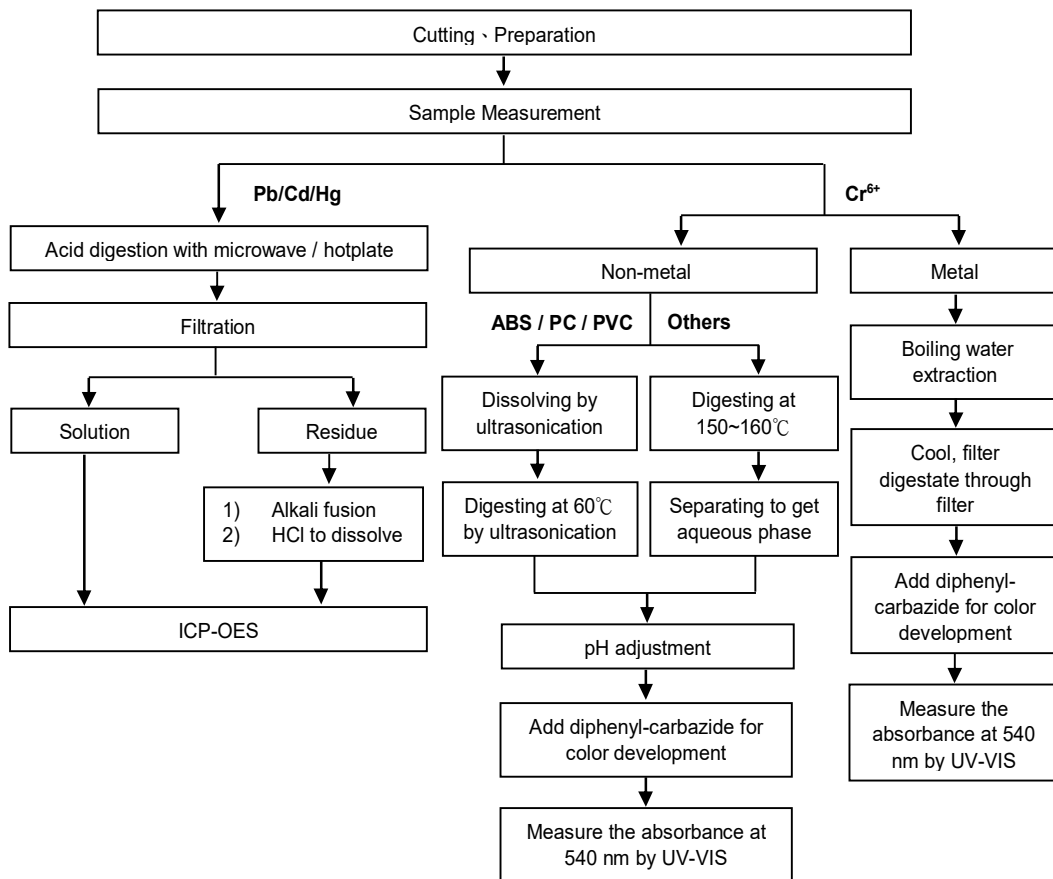 Cutting、Preparation
Sample Measurement
Pb/Cd/Hg
Acid digestion with microwave / hotplate
Filtration
Solution
Residue
1) Alkali fusion
2) HCl to dissolve
ICP-OES
Cr⁶⁺
Non-metal
ABS / PC / PVC
Dissolving by
ultrasonication
Digesting at 60℃
by ultrasonication
Others
Digesting at
150~160℃
Separating to get
aqueous phase
pH adjustment
Add diphenyl-carbazide for
color development
Measure the absorbance at
540 nm by UV-VIS
Metal
Boiling water
extraction
Cool, filter
digestate through
filter
Add diphenyl-
carbazide for color
development
Measure the
absorbance at 540
nm by UV-VIS